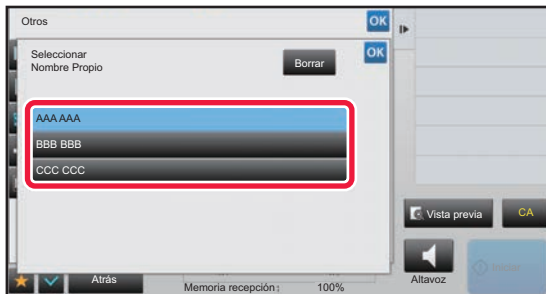 Otros
OK
Seleccionar
Nombre Propio
Borrar
OK
AAA AAA
BBB BBB
CCC CCC
Vista previa
CA
Atrás
Memoria recepción:
100%
Altavoz